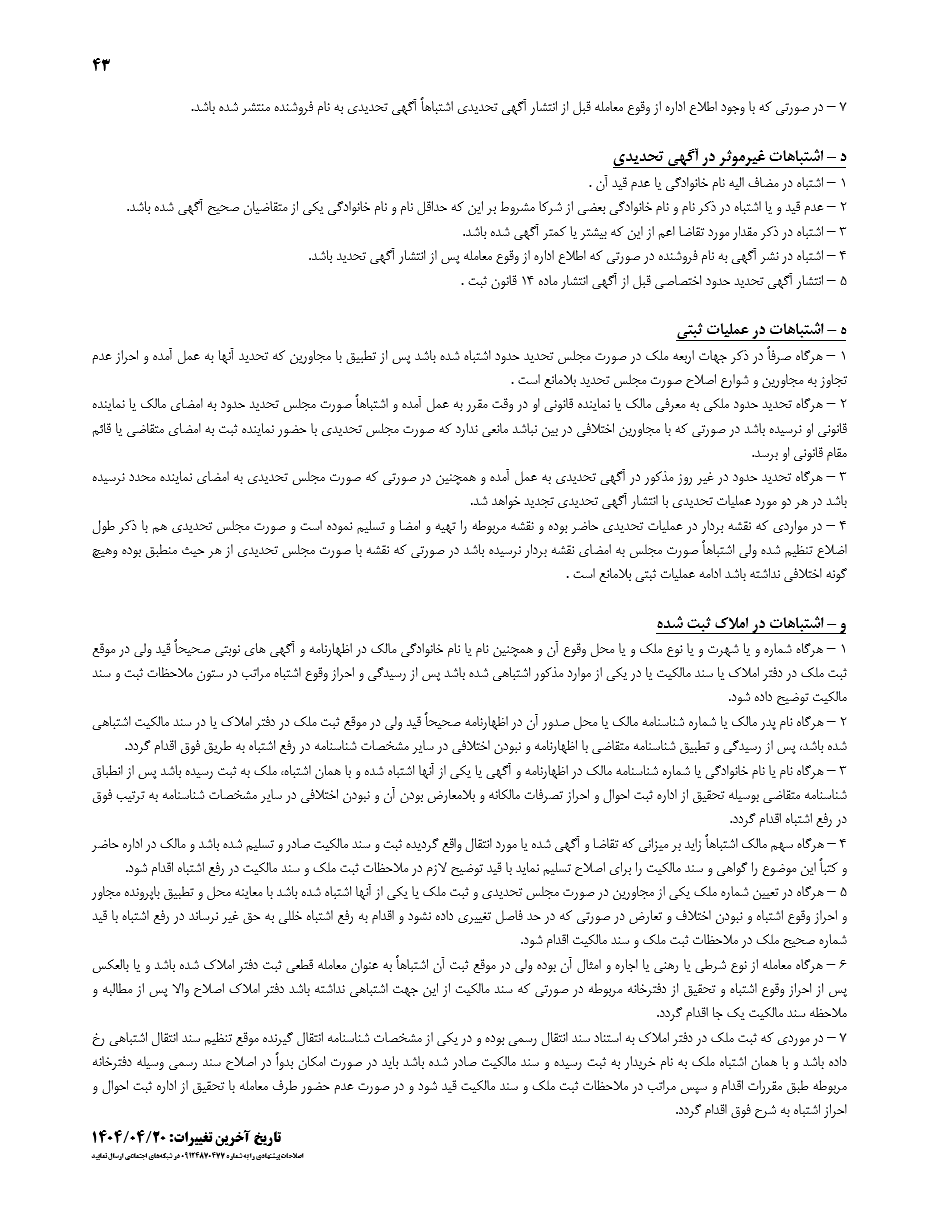 ۴۳
۷ – در صورتی که با وجود اطلاع اداره از وقوع معامله قبل از انتشار آگهی تحدیدی اشتباهاً آگهی تحدیدی به نام فروشنده منتشر شده باشد.
د – اشتباهات غیرموثر در آگهی تحدیدی
۱ – اشتباه در مضاف الیه نام خانوادگی یا عدم قید آن .
۲ – عدم قید و یا اشتباه در ذکر نام و نام خانوادگی بعضی از شرکا مشروط بر این که حداقل نام و نام خانوادگی یکی از متقاضیان صحیح آگهی شده باشد.
۳ – اشتباه در ذکر مقدار مورد تقاضا اعم از این که بیشتر یا کمتر آگهی شده باشد.
۴ – اشتباه در نشر آگهی به نام فروشنده در صورتی که اطلاع اداره از وقوع معامله پس از انتشار آگهی تحدید باشد.
۵ – انتشار آگهی تحدید حدود اختصاصی قبل از آگهی انتشار ماده ۱۴ قانون ثبت .
ه – اشتباهات در عملیات ثبتی
۱ – هرگاه صرفاً در ذکر جهات اربعه ملک در صورت مجلس تحدید حدود اشتباه شده باشد پس از تطبیق با مجاورین که تحدید آنها به عمل آمده و احراز عدم
تجاوز به مجاورین و شوارع اصلاح صورت مجلس تحدید بلامانع است .
۲ – هرگاه تحدید حدود ملکی به معرفی مالک یا نماینده قانونی او در وقت مقرر به عمل آمده و اشتباهاً صورت مجلس تحدید حدود به امضای مالک یا نماینده
قانونی او نرسیده باشد در صورتی که با مجاورین اختلافی در بین نباشد مانعی ندارد که صورت مجلس تحدیدی با حضور نماینده ثبت به امضای متقاضی یا قائم
مقام قانونی او برسد.
۳ – هرگاه تحدید حدود در غیر روز مذکور در آگهی تحدیدی به عمل آمده و همچنین در صورتی که صورت مجلس تحدیدی به امضای نماینده محدد نرسیده
باشد در هر دو مورد عملیات تحدیدی با انتشار آگهی تحدیدی تجدید خواهد شد.
۴ – در مواردی که نقشه بردار در عملیات تحدیدی حاضر بوده و نقشه مربوطه را تهیه و امضا و تسلیم نموده است و صورت مجلس تحدیدی هم با ذکر طول
اضلاع تنظیم شده ولی اشتباهاً صورت مجلس به امضای نقشه بردار نرسیده باشد در صورتی که نقشه با صورت مجلس تحدیدی از هر حیث منطبق بوده وهیچ
گونه اختلافی نداشته باشد ادامه عملیات ثبتی بلامانع است .
و – اشتباهات در املاک ثبت شده
۱ – هرگاه شماره و یا شهرت و یا نوع ملک و یا محل وقوع آن و همچنین نام یا نام خانوادگی مالک در اظهارنامه و آگهی های نوبتی صحیحاً قید ولی در موقع
ثبت ملک در دفتر املاک یا سند مالکیت یا در یکی از موارد مذکور اشتباهی شده باشد پس از رسیدگی و احراز وقوع اشتباه مراتب در ستون ملاحظات ثبت و سند
مالکیت توضیح داده شود.
۲ – هرگاه نام پدر مالک یا شماره شناسنامه مالک یا محل صدور آن در اظهارنامه صحیحاً قید ولی در موقع ثبت ملک در دفتر املاک یا در سند مالکیت اشتباهی
شده باشد، پس از رسیدگی و تطبیق شناسنامه متقاضی با اظهارنامه و نبودن اختلافی در سایر مشخصات شناسنامه در رفع اشتباه به طریق فوق اقدام گردد.
۳ – هرگاه نام یا نام خانوادگی یا شماره شناسنامه مالک در اظهارنامه و آگهی یا یکی از آنها اشتباه شده و با همان اشتباه، ملک به ثبت رسیده باشد پس از انطباق
شناسنامه متقاضی بوسیله تحقیق از اداره ثبت احوال و احراز تصرفات مالکانه و بلامعارض بودن آن و نبودن اختلافی در سایر مشخصات شناسنامه به ترتیب فوق
در رفع اشتباه اقدام گردد.
۴ – هرگاه سهم مالک اشتباهاً زاید بر میزانی که تقاضا و آگهی شده یا مورد انتقال واقع گردیده ثبت و سند مالکیت صادر و تسلیم شده باشد و مالک در اداره حاضر
و کتباً این موضوع را گواهی و سند مالکیت را برای اصلاح تسلیم نماید با قید توضیح لازم در ملاحظات ثبت ملک و سند مالکیت در رفع اشتباه اقدام شود.
۵ – هرگاه در تعیین شماره ملک یکی از مجاورین در صورت مجلس تحدیدی و ثبت ملک یا یکی از آنها اشتباه شده باشد با معاینه محل و تطبیق باپرونده مجاور
و احراز وقوع اشتباه و نبودن اختلاف و تعارض در صورتی که در حد فاصل تغییری داده نشود و اقدام به رفع اشتباه خللی به حق غیر نرساند در رفع اشتباه با قید
شماره صحیح ملک در ملاحظات ثبت ملک و سند مالکیت اقدام شود.
۶ – هرگاه معامله از نوع شرطی یا رهنی یا اجاره و امثال آن بوده ولی در موقع ثبت آن اشتباهاً به عنوان معامله قطعی ثبت دفتر املاک شده باشد و یا بالعکس
پس از احراز وقوع اشتباه و تحقیق از دفترخانه مربوطه در صورتی که سند مالکیت از این جهت اشتباهی نداشته باشد دفتر املاک اصلاح والا پس از مطالبه و
ملاحظه سند مالکیت یک جا اقدام گردد.
۷ – در موردی که ثبت ملک در دفتر املاک به استناد سند انتقال رسمی بوده و در یکی از مشخصات شناسنامه انتقال گیرنده موقع تنظیم سند انتقال اشتباهی رخ
داده باشد و با همان اشتباه ملک به نام خریدار به ثبت رسیده و سند مالکیت صادر شده باشد باید در صورت امکان بدواً در اصلاح سند رسمی وسیله دفترخانه
مربوطه طبق مقررات اقدام و سپس مراتب در ملاحظات ثبت ملک و سند مالکیت قید شود و در صورت عدم حضور طرف معامله با تحقیق از اداره ثبت احوال و
احراز اشتباه به شرح فوق اقدام گردد.
تاریخ آخرین تغییرات: ۱۴۰۴/۰۴/۲۰
اصلاحات پیشنهادی را به شماره ۰۹۱۲۴۸۷۰۴۷۷ در شبکه‌های اجتماعی ارسال نمایید